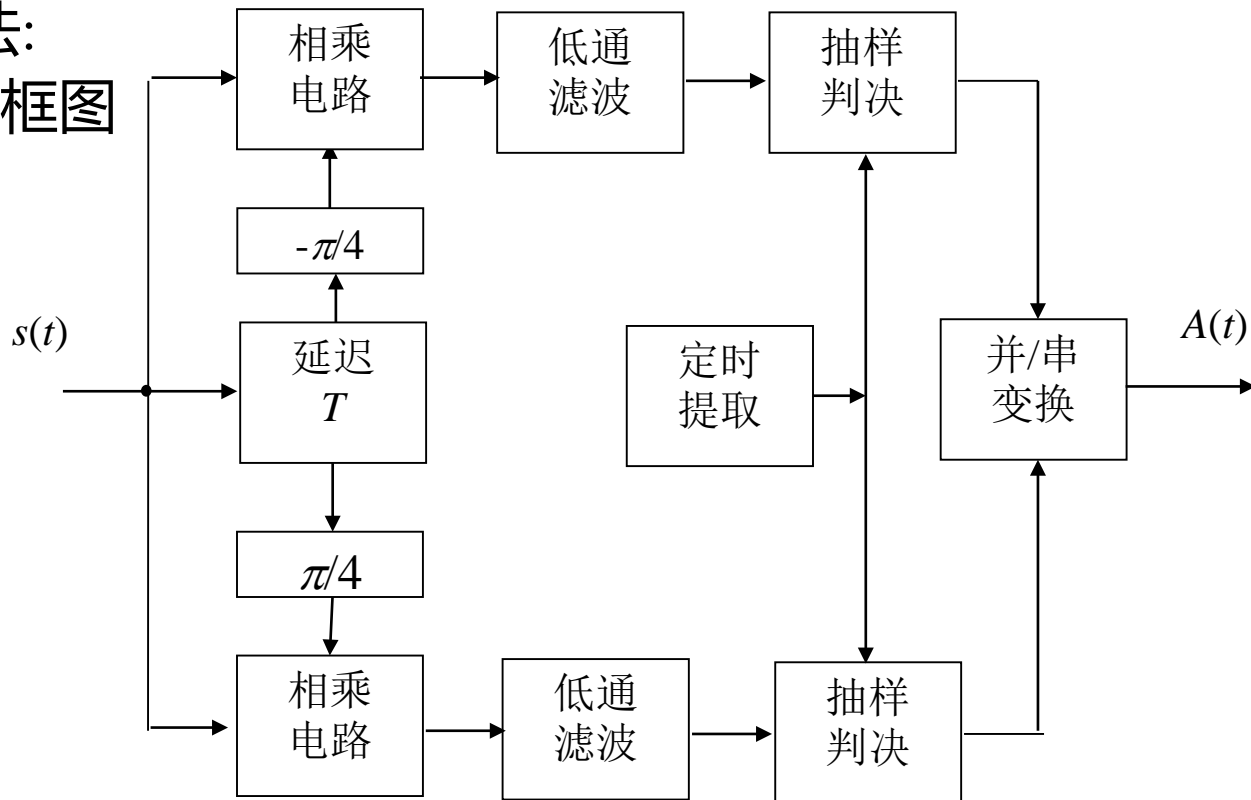 法:
框图
相乘
电路
低通
滤波
抽样
判决
-π/4
s(t)
延迟
T
定时
提取
并/串
变换
A(t)
π/4
相乘
电路
低通
滤波
抽样
判决